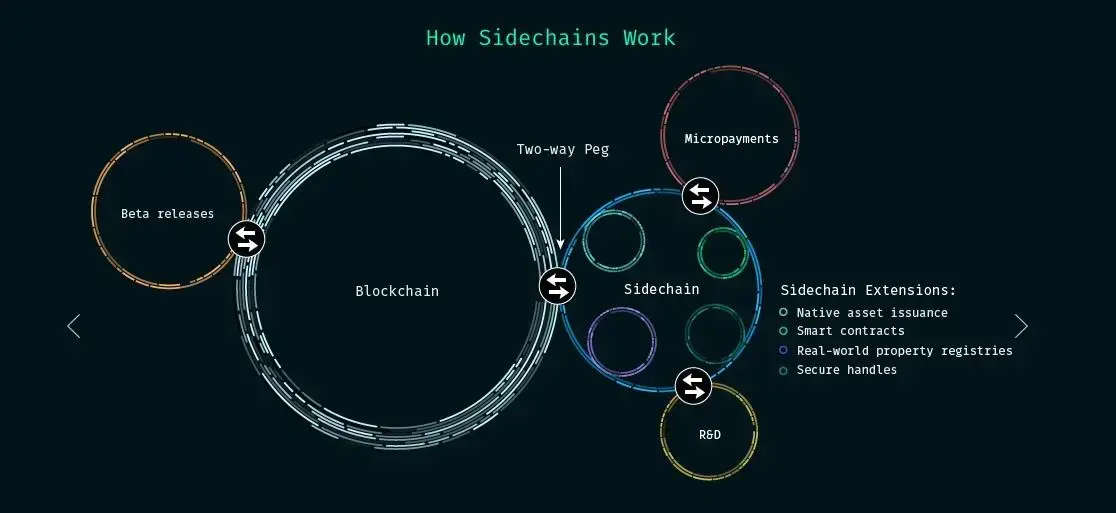 How Sidechains Work
Micropayments
Two-way Peg
Beta releases
Blockchain
Sidechain
Sidechain Extensions:
Native asset issuance
Smart contracts
Real-world property registries
Secure handles
R&D